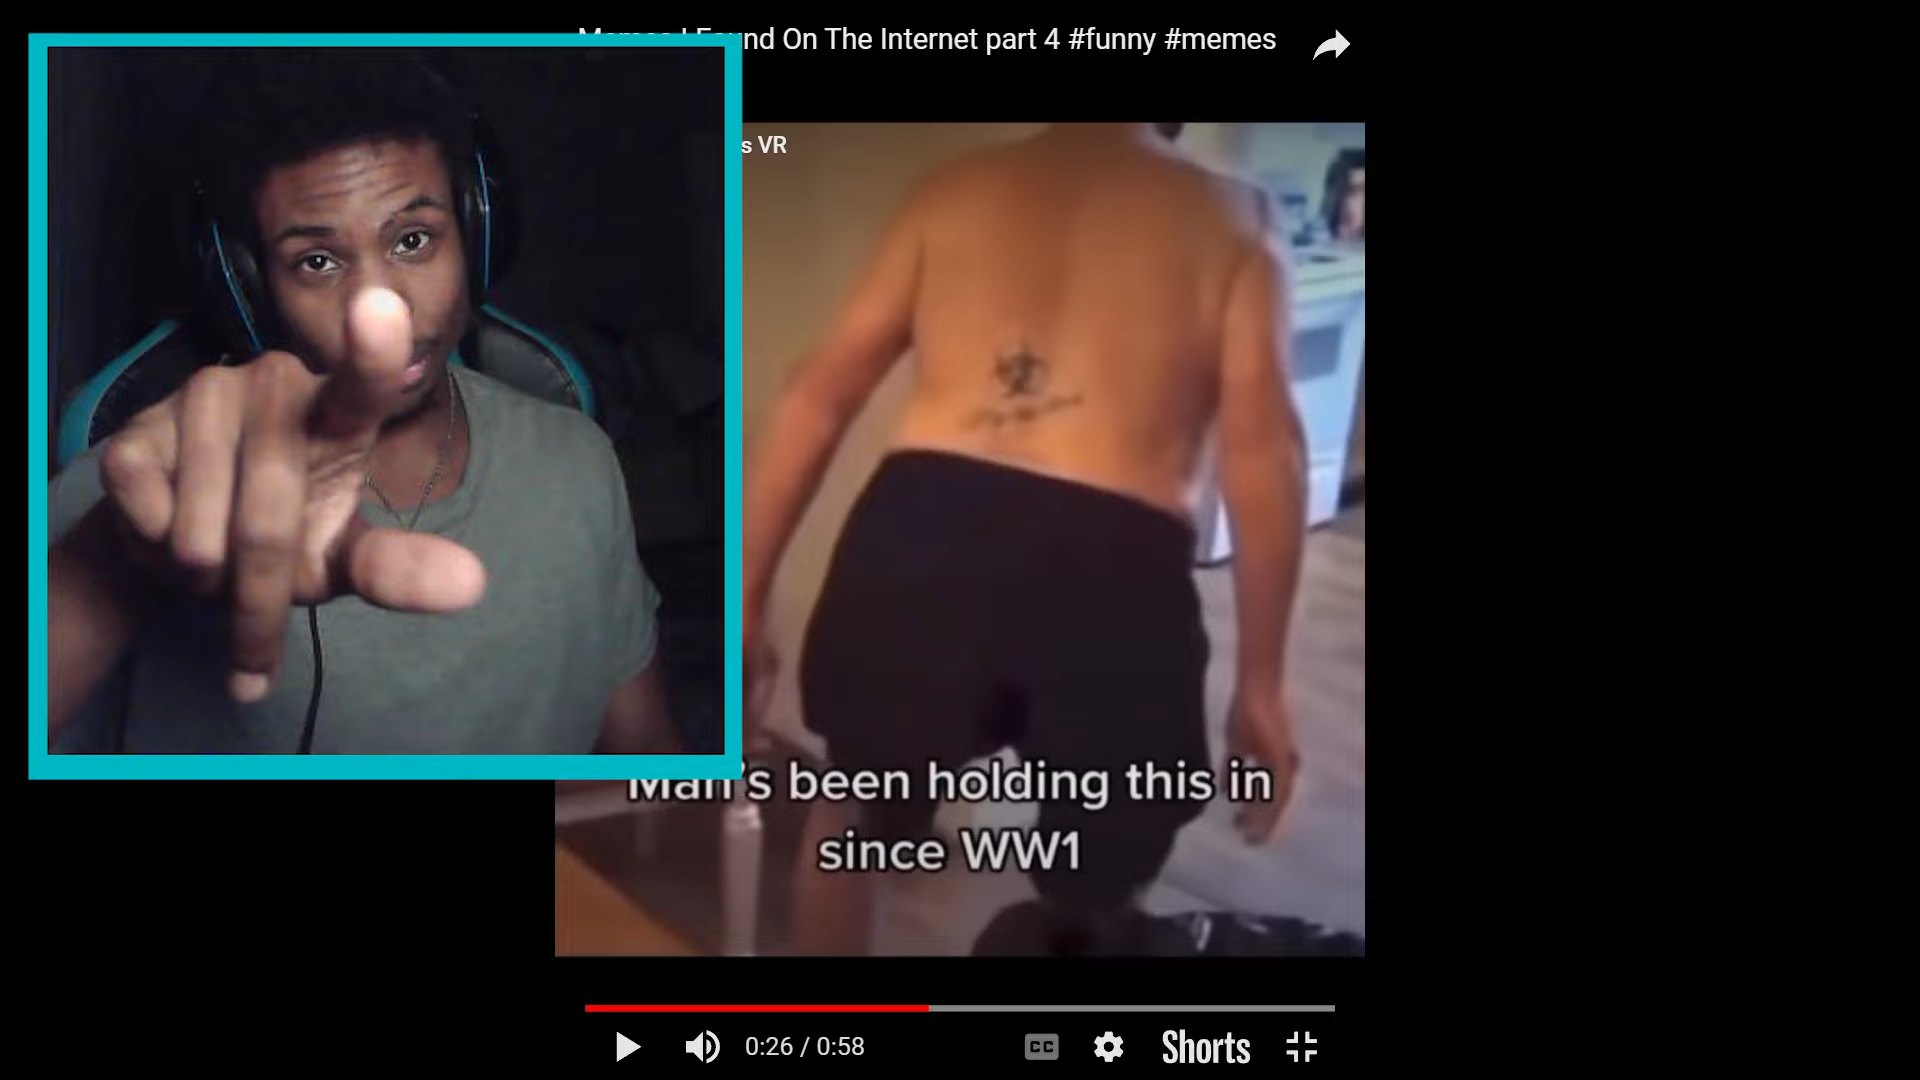 nd On The Internet part 4 #funny #memes
s VR
Man's been holding this in
since WW1
0:26 / 0:58
CC
Shorts